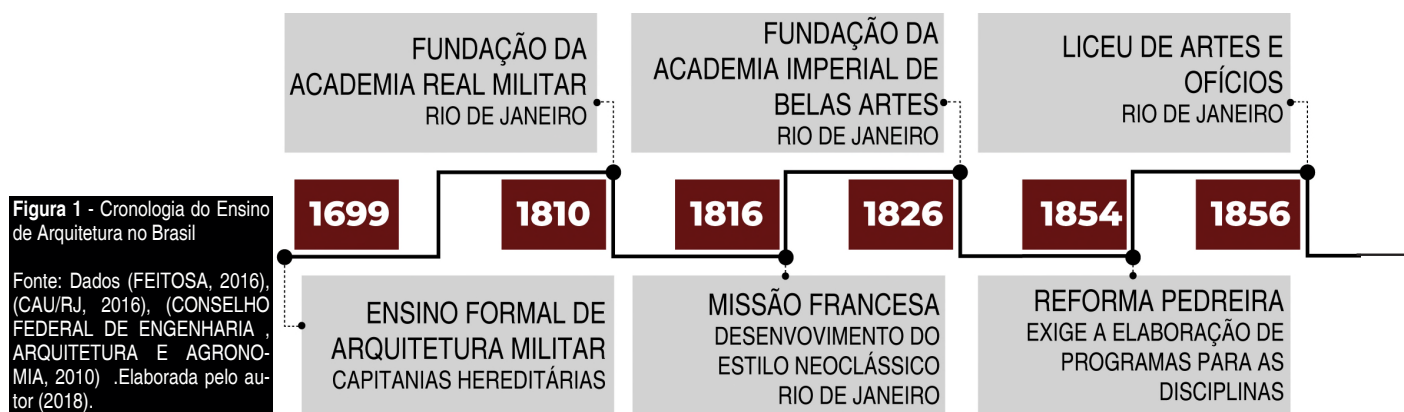 FUNDAÇÃO DA
ACADEMIA REAL MILITAR
RIO DE JANEIRO
FUNDAÇÃO DA
ACADEMIA IMPERIAL DE
BELAS ARTES
RIO DE JANEIRO
LICEU DE ARTES E
OFÍCIOS
RIO DE JANEIRO
Figura 1 - Cronologia do Ensino
de Arquitetura no Brasil
Fonte: Dados (FEITOSA, 2016),
(CAU/RJ, 2016), (CONSELHO
FEDERAL DE ENGENHARIA ,
ARQUITETURA E AGRONO-
MIA, 2010) .Elaborada pelo au-
tor (2018).
1699
1810
1816
1826
1854
1856
ENSINO FORMAL DE
ARQUITETURA MILITAR
CAPITANIAS HEREDITÁRIAS
MISSÃO FRANCESA
DESENVOVIMENTO DO
ESTILO NEOCLÁSSICO
RIO DE JANEIRO
REFORMA PEDREIRA
EXIGE A ELABORAÇÃO DE
PROGRAMAS PARA AS
DISCIPLINAS